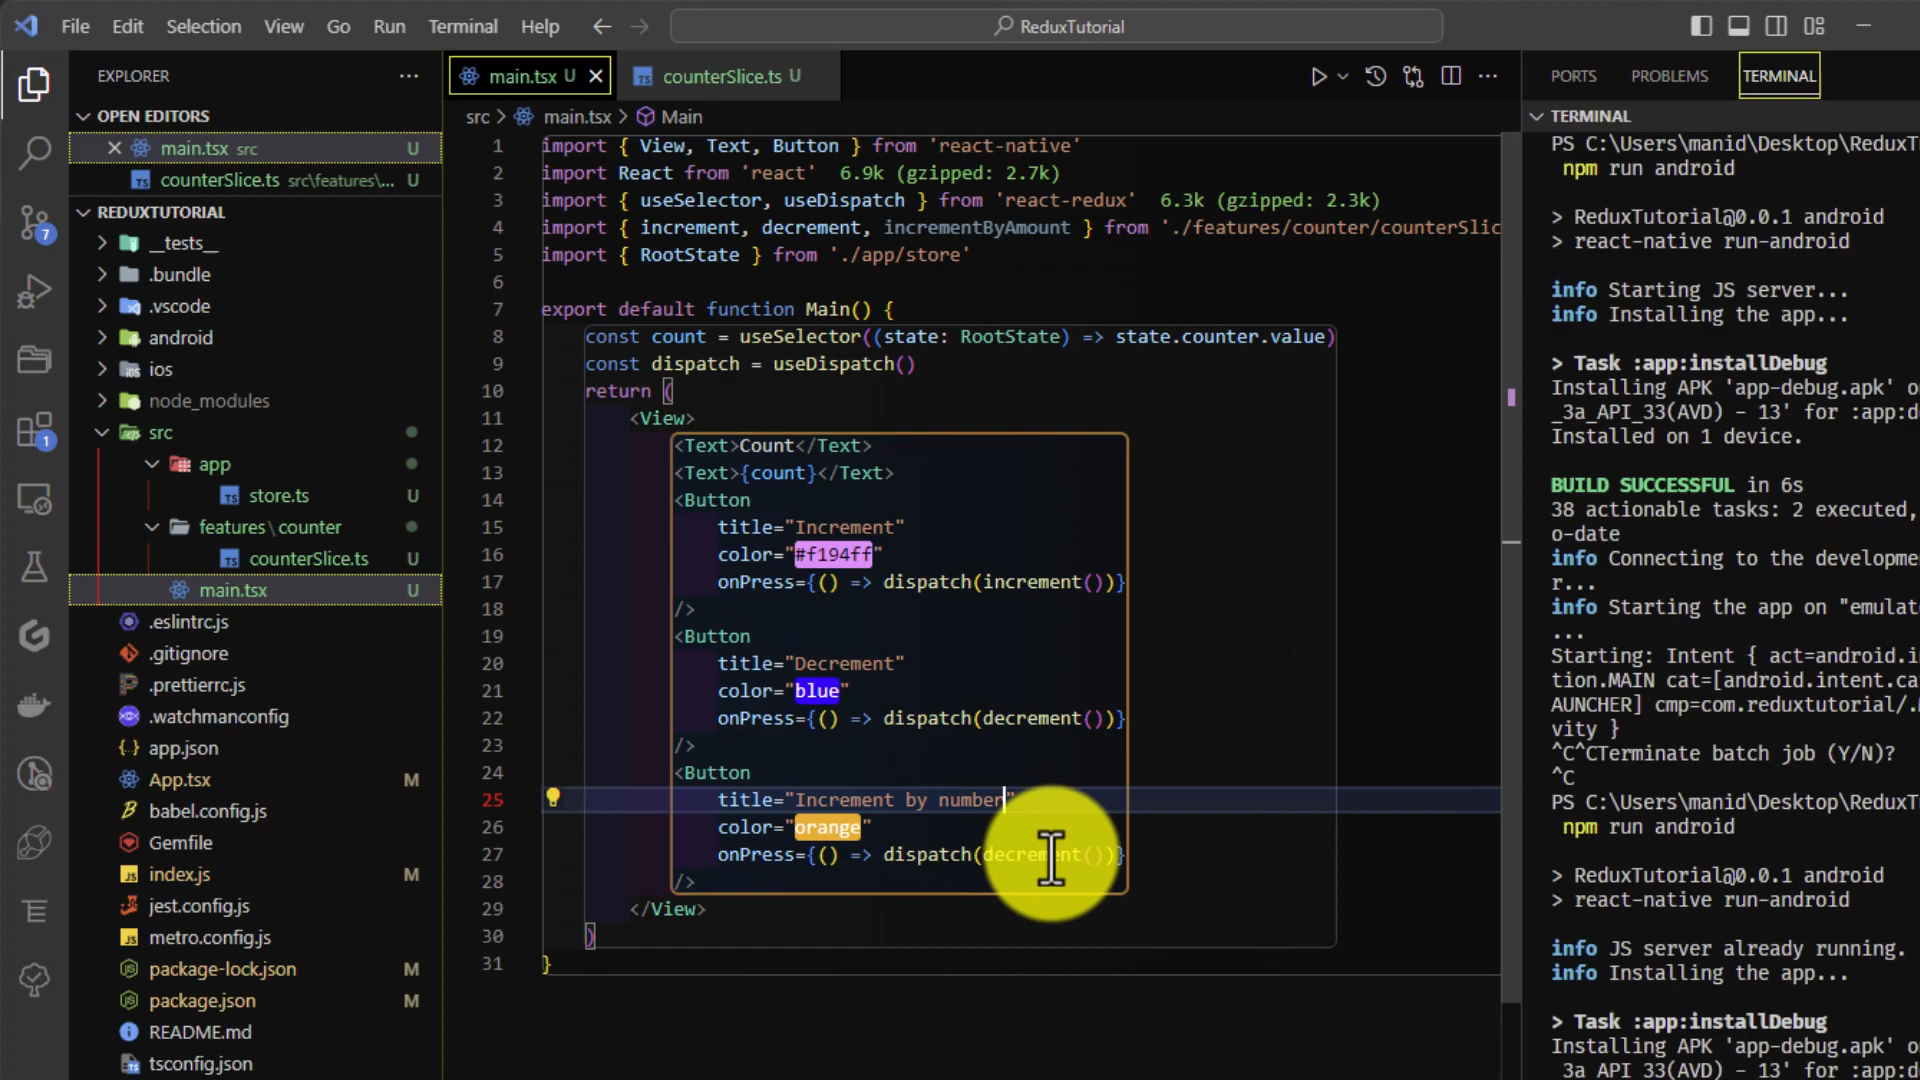 File Edit Selection View Go Run Terminal Help
ReduxTutorial
EXPLORER
OPEN EDITORS
main.tsx src U
counterSlice.ts src\features\... U
REDUXTUTORIAL
__tests__
.bundle
.vscode
android
ios
node_modules
src
app
store.ts U
features\counter
counterSlice.ts U
main.tsx U
.eslintrc.js
.gitignore
.prettierrc.js
.watchmanconfig
app.json
App.tsx M
babel.config.js
Gemfile
index.js M
jest.config.js
metro.config.js
package-lock.json M
package.json M
README.md
tsconfig.json
7
1
main.tsx U
counterSlice.ts U
src > main.tsx > Main
1 import { View, Text, Button } from 'react-native'
2 import React from 'react' 6.9k (gzipped: 2.7k)
3 import { useSelector, useDispatch } from 'react-redux' 6.3k (gzipped: 2.3k)
4 import { increment, decrement, incrementByAmount } from './features/counter/counterSlic
5 import { RootState } from './app/store'
6
7 export default function Main() {
8 const count = useSelector((state: RootState) => state.counter.value)
9 const dispatch = useDispatch()
10 return (
11 <View>
12 <Text>Count</Text>
13 <Text>{count}</Text>
14 <Button
15 title="Increment"
16 color="#f194ff"
17 onPress={() => dispatch(increment())}
18 />
19 <Button
20 title="Decrement"
21 color="blue"
22 onPress={() => dispatch(decrement())}
23 />
24 <Button
25 title="Increment by number"
26 color="orange"
27 onPress={() => dispatch(decrement())}
28 />
29 </View>
30 )
31 }
PORTS PROBLEMS TERMINAL
TERMINAL
PS C:\Users\manid\Desktop\ReduxT
npm run android
> ReduxTutorial@0.0.1 android
> react-native run-android
info Starting JS server...
info Installing the app...
> Task :app:installDebug
Installing APK 'app-debug.apk' o
_3a_API_33(AVD) - 13' for :app:d
Installed on 1 device.
BUILD SUCCESSFUL in 6s
38 actionable tasks: 2 executed,
o-date
info Connecting to the developme
r...
info Starting the app on "emulat
...
Starting: Intent { act=android.i
tion.MAIN cat=[android.intent.ca
AUNCHER] cmp=com.reduxtutorial/.
vity }
^C^CTerminate batch job (Y/N)?
^C
PS C:\Users\manid\Desktop\ReduxT
npm run android
> ReduxTutorial@0.0.1 android
> react-native run-android
info JS server already running.
info Installing the app...
> Task :app:installDebug
Installing APK 'app-debug.apk' o
_3a_API_33(AVD) - 13' for :app:d